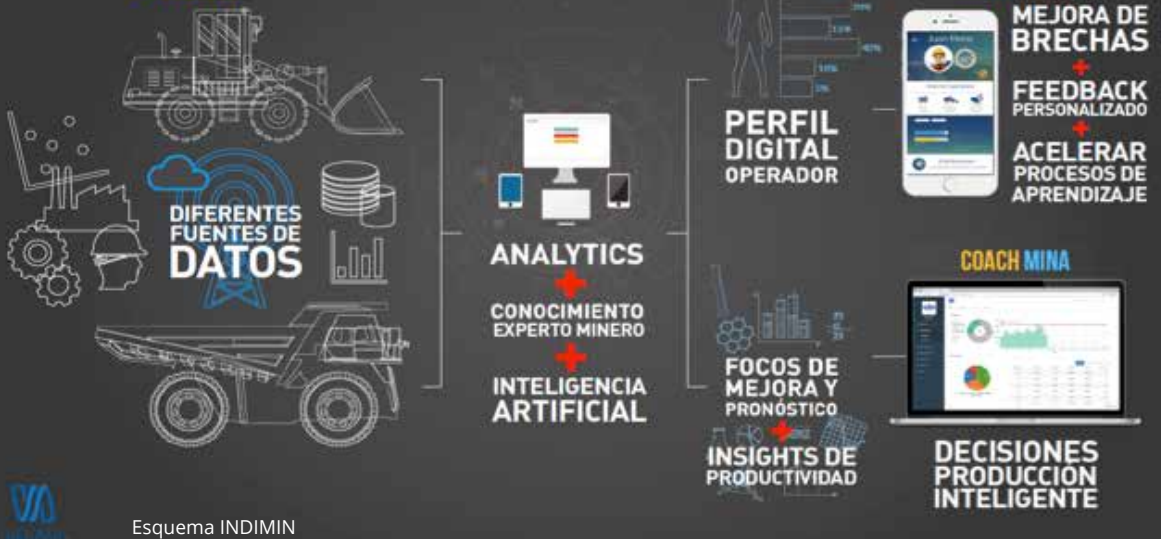 DIFERENTES
FUENTES DE
DATOS
ANALYTICS
+
CONOCIMIENTO
EXPERTO MINERO
+
INTELIGENCIA
ARTIFICIAL
PERFIL
DIGITAL
OPERADOR
MEJORA DE
BRECHAS
+
FEEDBACK
PERSONALIZADO
+
ACELERAR
PROCESOS DE
APRENDIZAJE
FOCOS DE
MEJORA Y
PRONÓSTICO
+
INSIGHTS DE
PRODUCTIVIDAD
COACH MINA
DECISIONES
PRODUCCIÓN
INTELIGENTE
Esquema INDIMIN